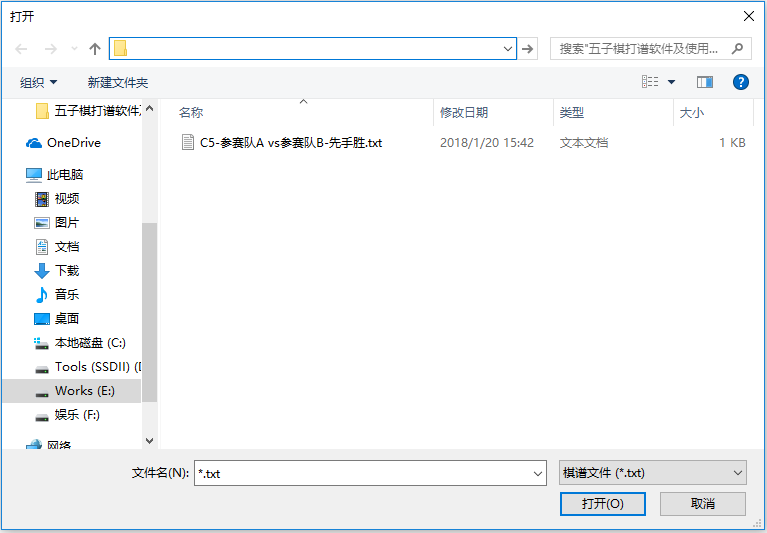 打开
搜索"五子棋打谱软件及使用...
组织 新建文件夹
五子棋打谱软件及
OneDrive
此电脑
视频
图片
文档
下载
音乐
桌面
本地磁盘 (C:)
Tools (SSDII) (D
Works (E:)
娱乐 (F:)
网络
名称 修改日期 类型 大小
C5-参赛队A vs参赛队B-先手胜.txt 2018/1/20 15:42 文本文档 1 KB
文件名(N): *.txt 棋谱文件 (*.txt)
打开(O) 取消